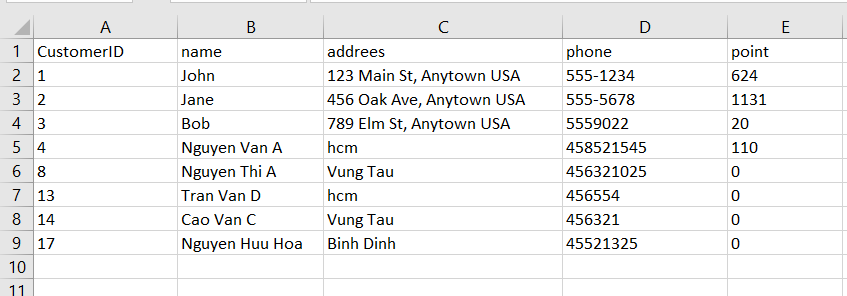 A B C D E
1 CustomerID name addrees phone point
2 1 John 123 Main St, Anytown USA 555-1234 624
3 2 Jane 456 Oak Ave, Anytown USA 555-5678 1131
4 3 Bob 789 Elm St, Anytown USA 5559022 20
5 4 Nguyen Van A hcm 458521545 110
6 8 Nguyen Thi A Vung Tau 456321025 0
7 13 Tran Van D hcm 456554 0
8 14 Cao Van C Vung Tau 456321 0
9 17 Nguyen Huu Hoa Binh Dinh 45521325 0
10
11